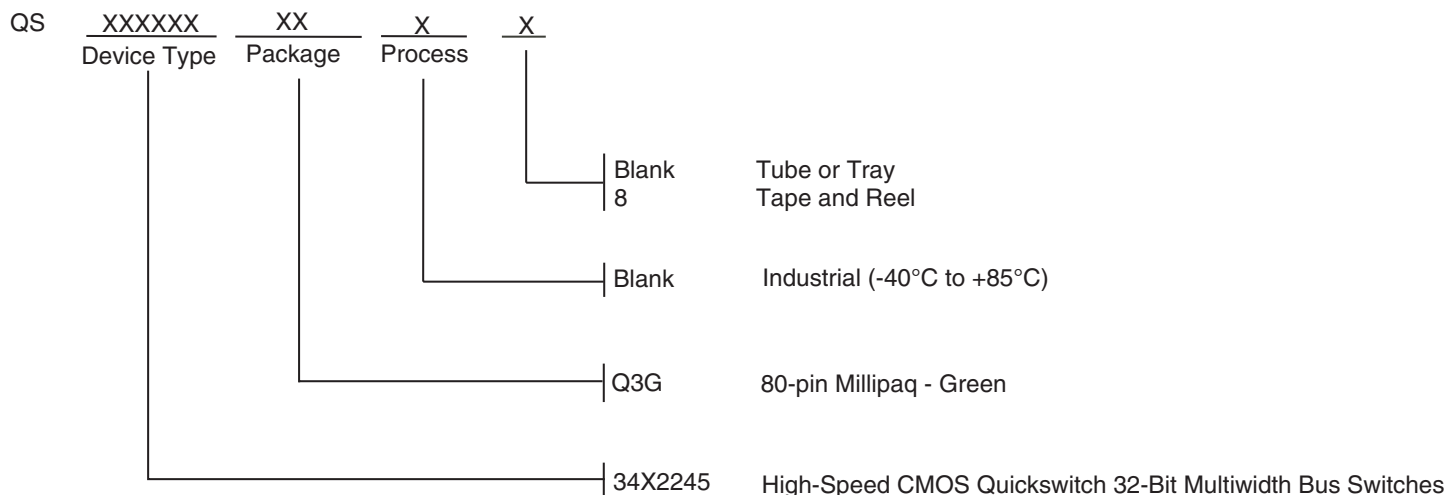 QS XXXXXX XX X X
Device Type Package Process
Blank Tube or Tray
8 Tape and Reel
Blank Industrial (-40°C to +85°C)
Q3G 80-pin Millipaq - Green
34X2245 High-Speed CMOS Quickswitch 32-Bit Multiwidth Bus Switches